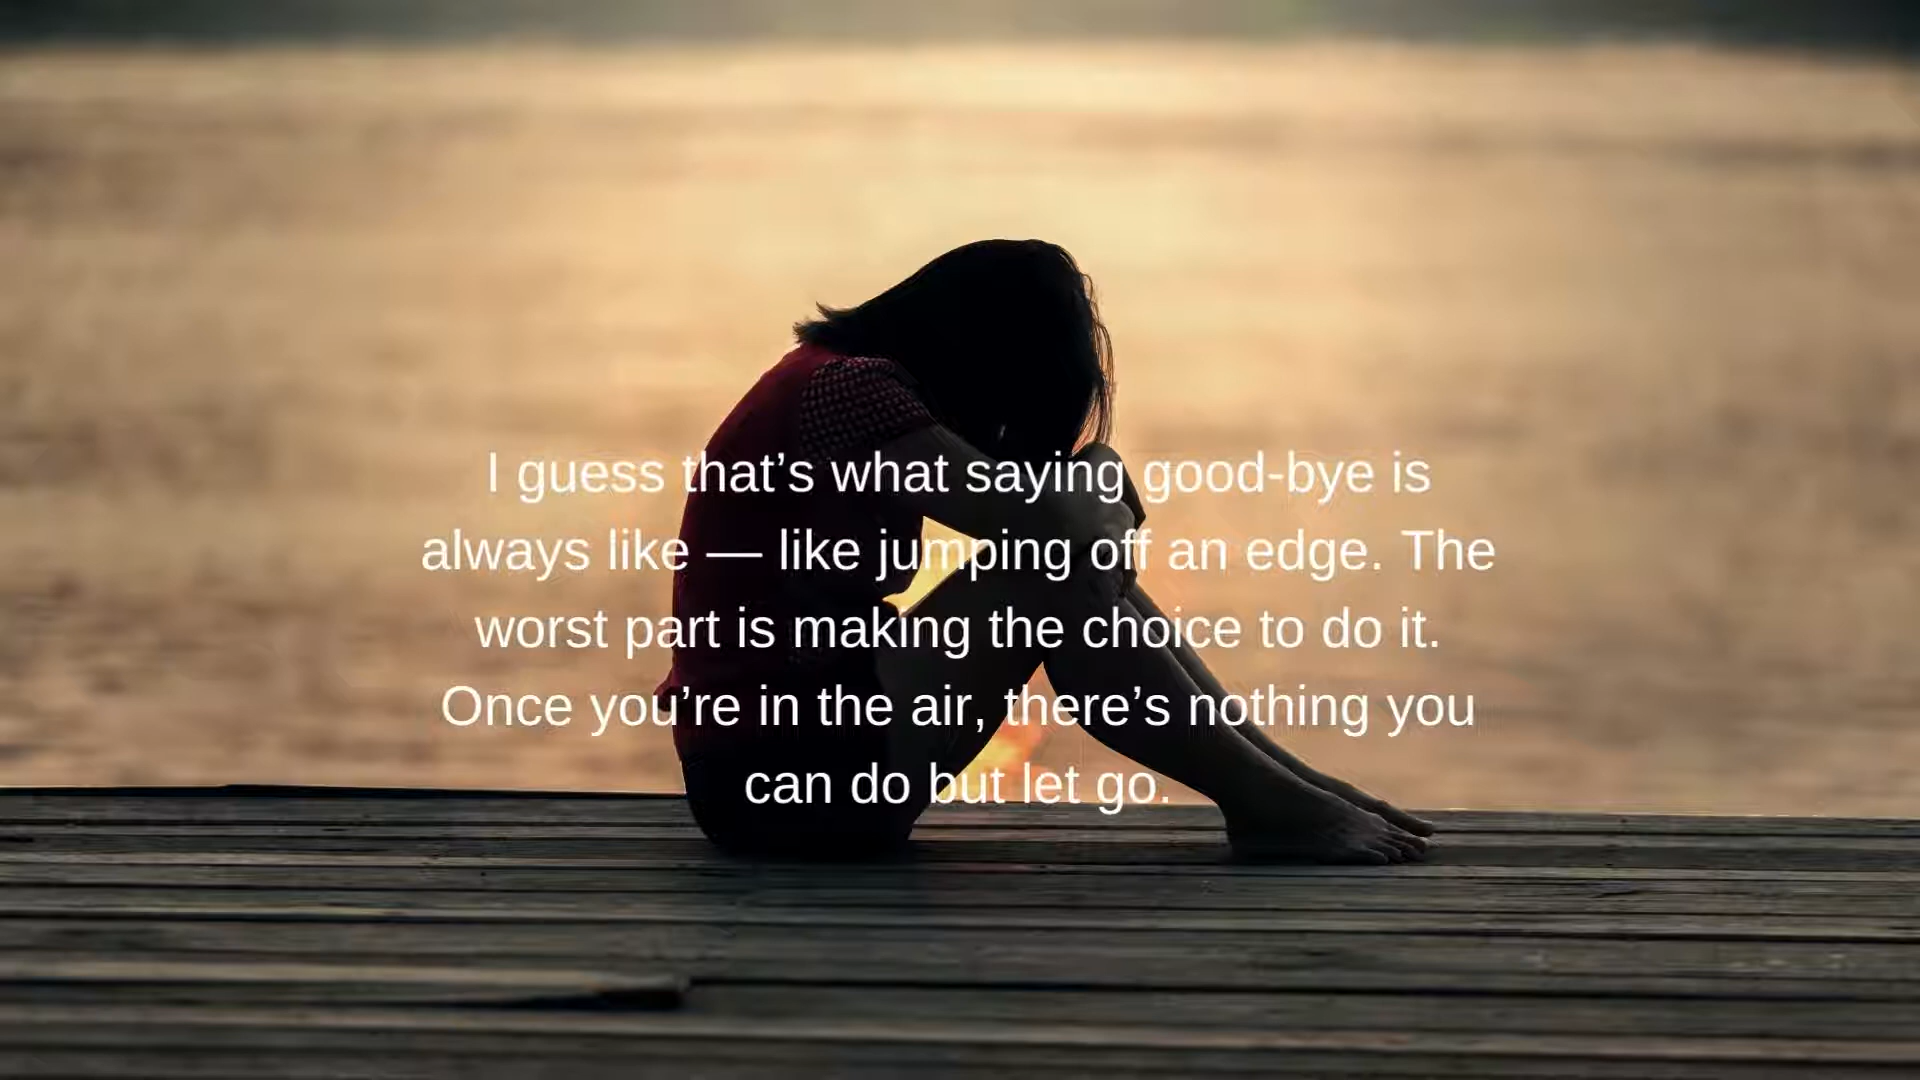 I guess that’s what saying good-bye is
always like — like jumping off an edge. The
worst part is making the choice to do it.
Once you’re in the air, there’s nothing you
can do but let go.